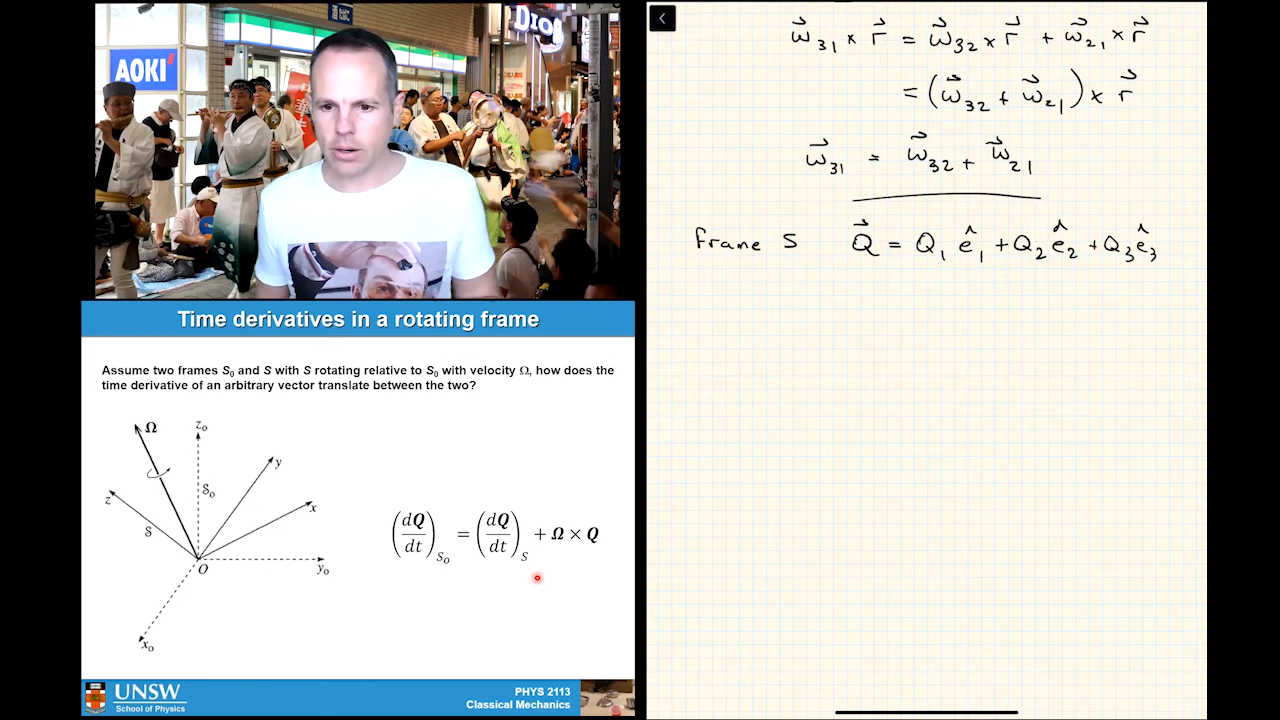 AOKI
DiOS
Time derivatives in a rotating frame
Assume two frames S₀ and S with S rotating relative to S₀ with velocity Ω, how does the
time derivative of an arbitrary vector translate between the two?
Ω
z₀
y
S₀
z
x
S
O
y₀
x₀
(dQ/dt)_S₀ = (dQ/dt)_S + Ω × Q
UNSW
School of Physics
PHYS 2113
Classical Mechanics
ω⃗₃₁ × r⃗ = ω⃗₃₂ × r⃗ + ω⃗₂₁ × r⃗
= (ω⃗₃₂ + ω⃗₂₁) × r⃗
ω⃗₃₁ = ω⃗₃₂ + ω⃗₂₁
Frame S Q⃗ = Q₁ ê₁ + Q₂ ê₂ + Q₃ ê₃